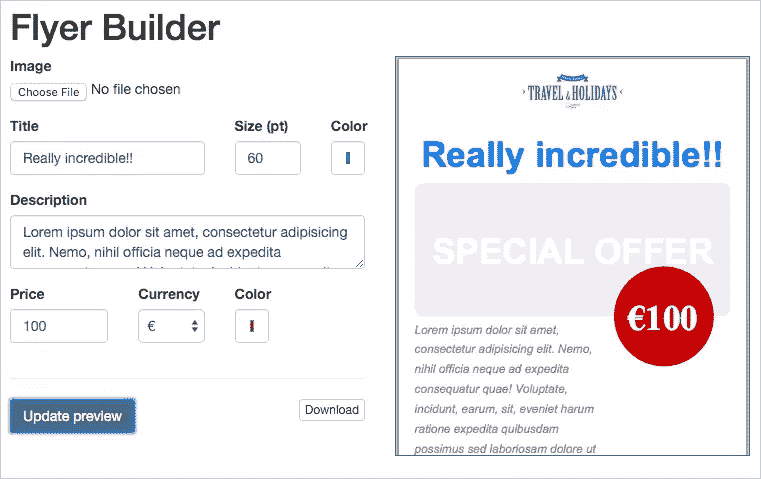 Flyer Builder
Image
Choose File No file chosen
Title Size (pt) Color
Really incredible!! 60
Description
Lorem ipsum dolor sit amet, consectetur adipisicing
elit. Nemo, nihil officia neque ad expedita
Price Currency Color
100 €
Update preview Download
TRAVEL & HOLIDAYS
Really incredible!!
SPECIAL OFFER
€100
Lorem ipsum dolor sit amet,
consectetur adipisicing elit. Nemo,
nihil officia neque ad expedita
consequatur quae! Voluptate,
incidunt, earum, sit, eveniet harum
ratione expedita quibusdam
possimus sed laboriosam dolore ut